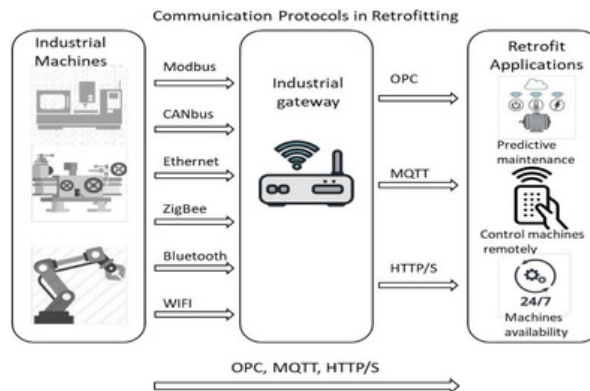 Communication Protocols in Retrofitting
Industrial
Machines
Modbus
CANbus
Ethernet
ZigBee
Bluetooth
WIFI
Industrial
gateway
OPC
MQTT
HTTP/S
Retrofit
Applications
Predictive
maintenance
Control machines
remotely
24/7
Machines
availability
OPC, MQTT, HTTP/S